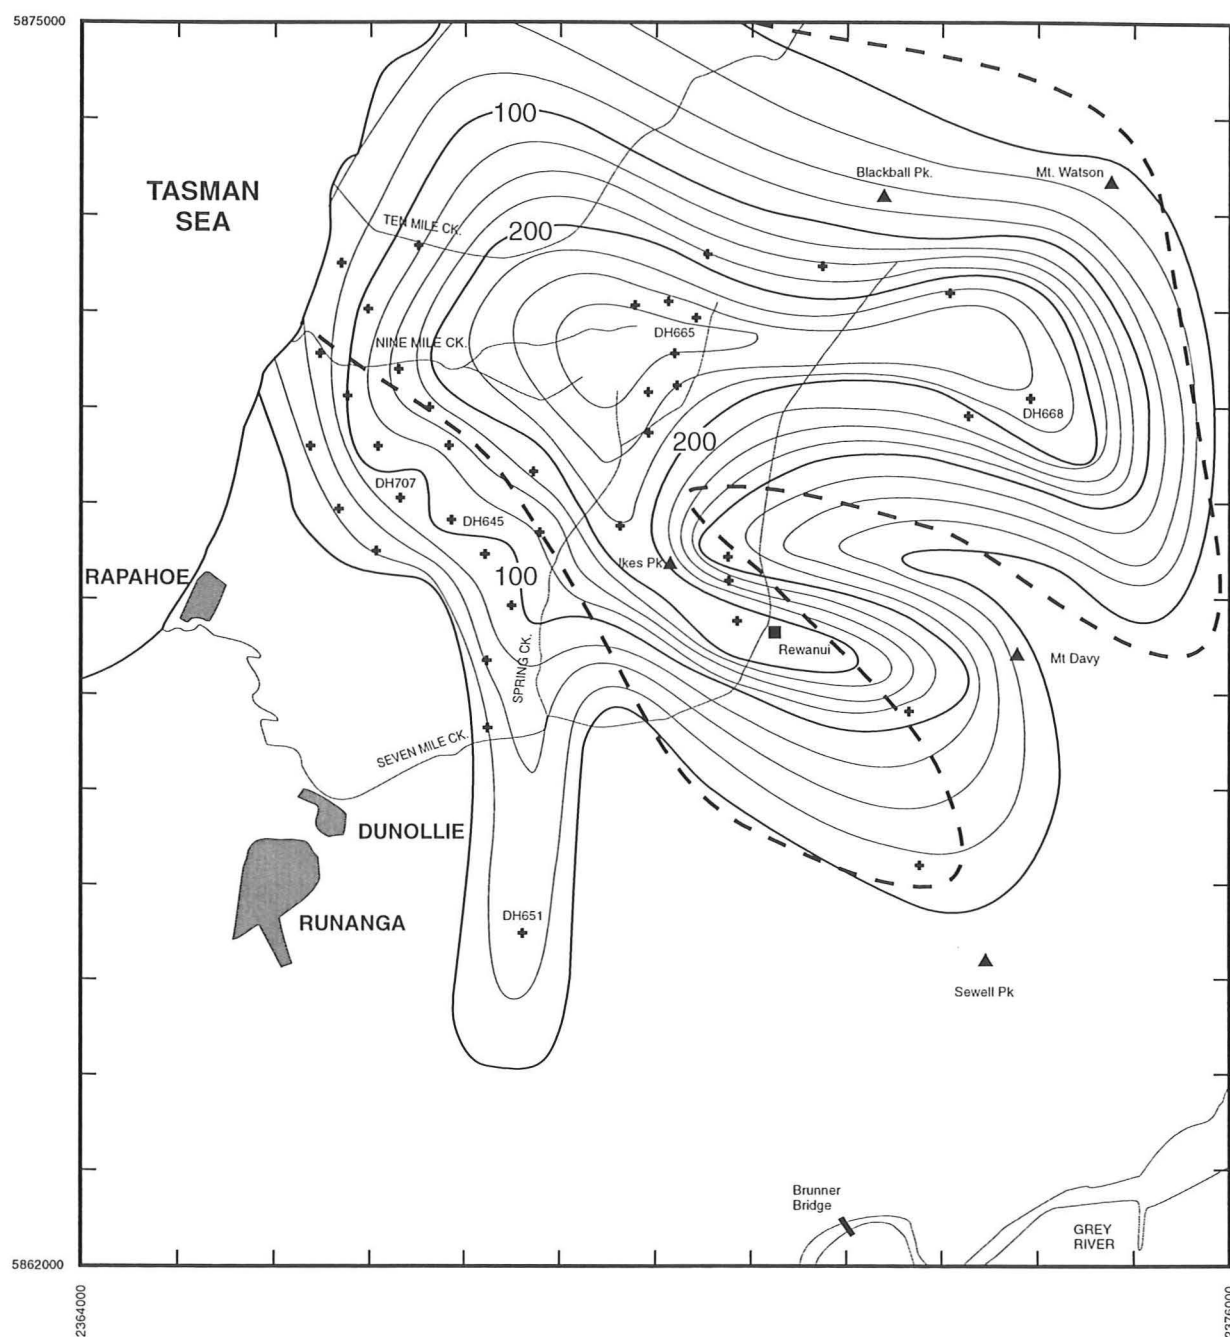 5875000
100
TASMAN
SEA
Blackball Pk.
Mt. Watson
TEN MILE CK.
200
DH665
NINE MILE CK.
DH668
200
DH707
DH645
Ikes Pk
RAPAHOE
100
Rewanui
Mt Davy
SPRING CK.
SEVEN MILE CK.
DUNOLLIE
DH651
RUNANGA
Sewell Pk
Brunner
Bridge
GREY
RIVER
5862000
2364000
2376000